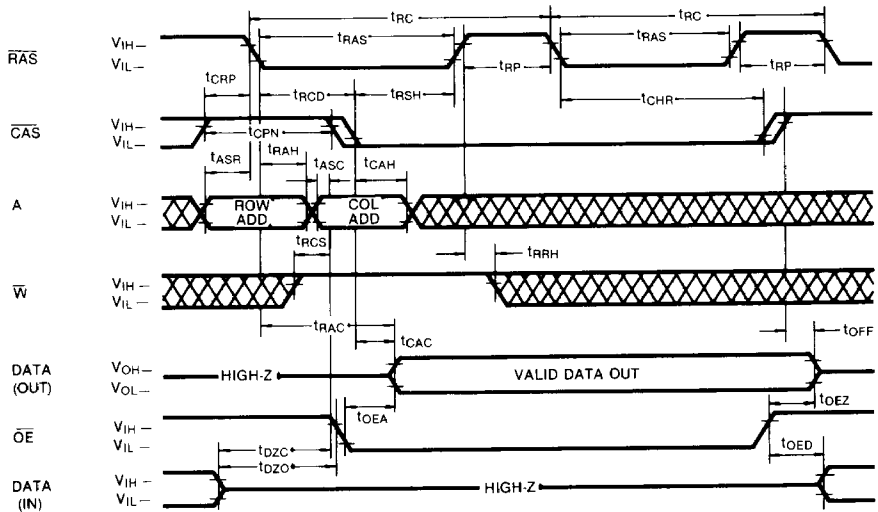 tRC tRC
RAS VIH— VIL— tRAS tRP tRAS tRP
tCRP tRCD tRSH tCHR
CAS VIH— VIL— tCPN
tASR tRAH tASC tCAH
A VIH— VIL— ROW ADD COL ADD
tRCS tRRH
W VIH— VIL—
tRAC tCAC tOFF
DATA (OUT) VOH— VOL— HIGH-Z VALID DATA OUT
tOEA tOEZ
OE VIH— VIL—
tDZC tOED
tDZO
DATA (IN) VIH— VIL— HIGH-Z